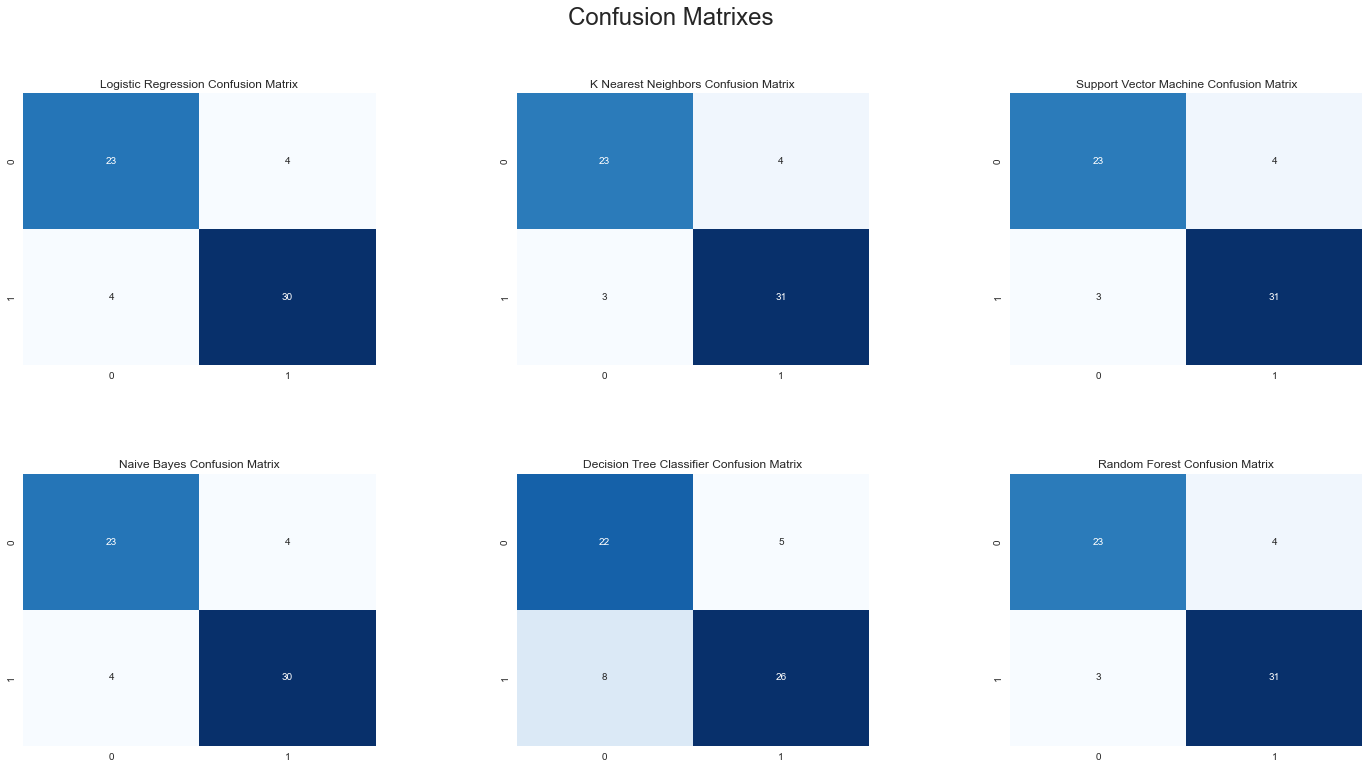 Confusion Matrixes
Logistic Regression Confusion Matrix
K Nearest Neighbors Confusion Matrix
Support Vector Machine Confusion Matrix
0 23 4
0 23 4
0 23 4
1 4 30
1 3 31
1 3 31
0 1
0 1
0 1
Naive Bayes Confusion Matrix
Decision Tree Classifier Confusion Matrix
Random Forest Confusion Matrix
0 23 4
0 22 5
0 23 4
1 4 30
1 8 26
1 3 31
0 1
0 1
0 1